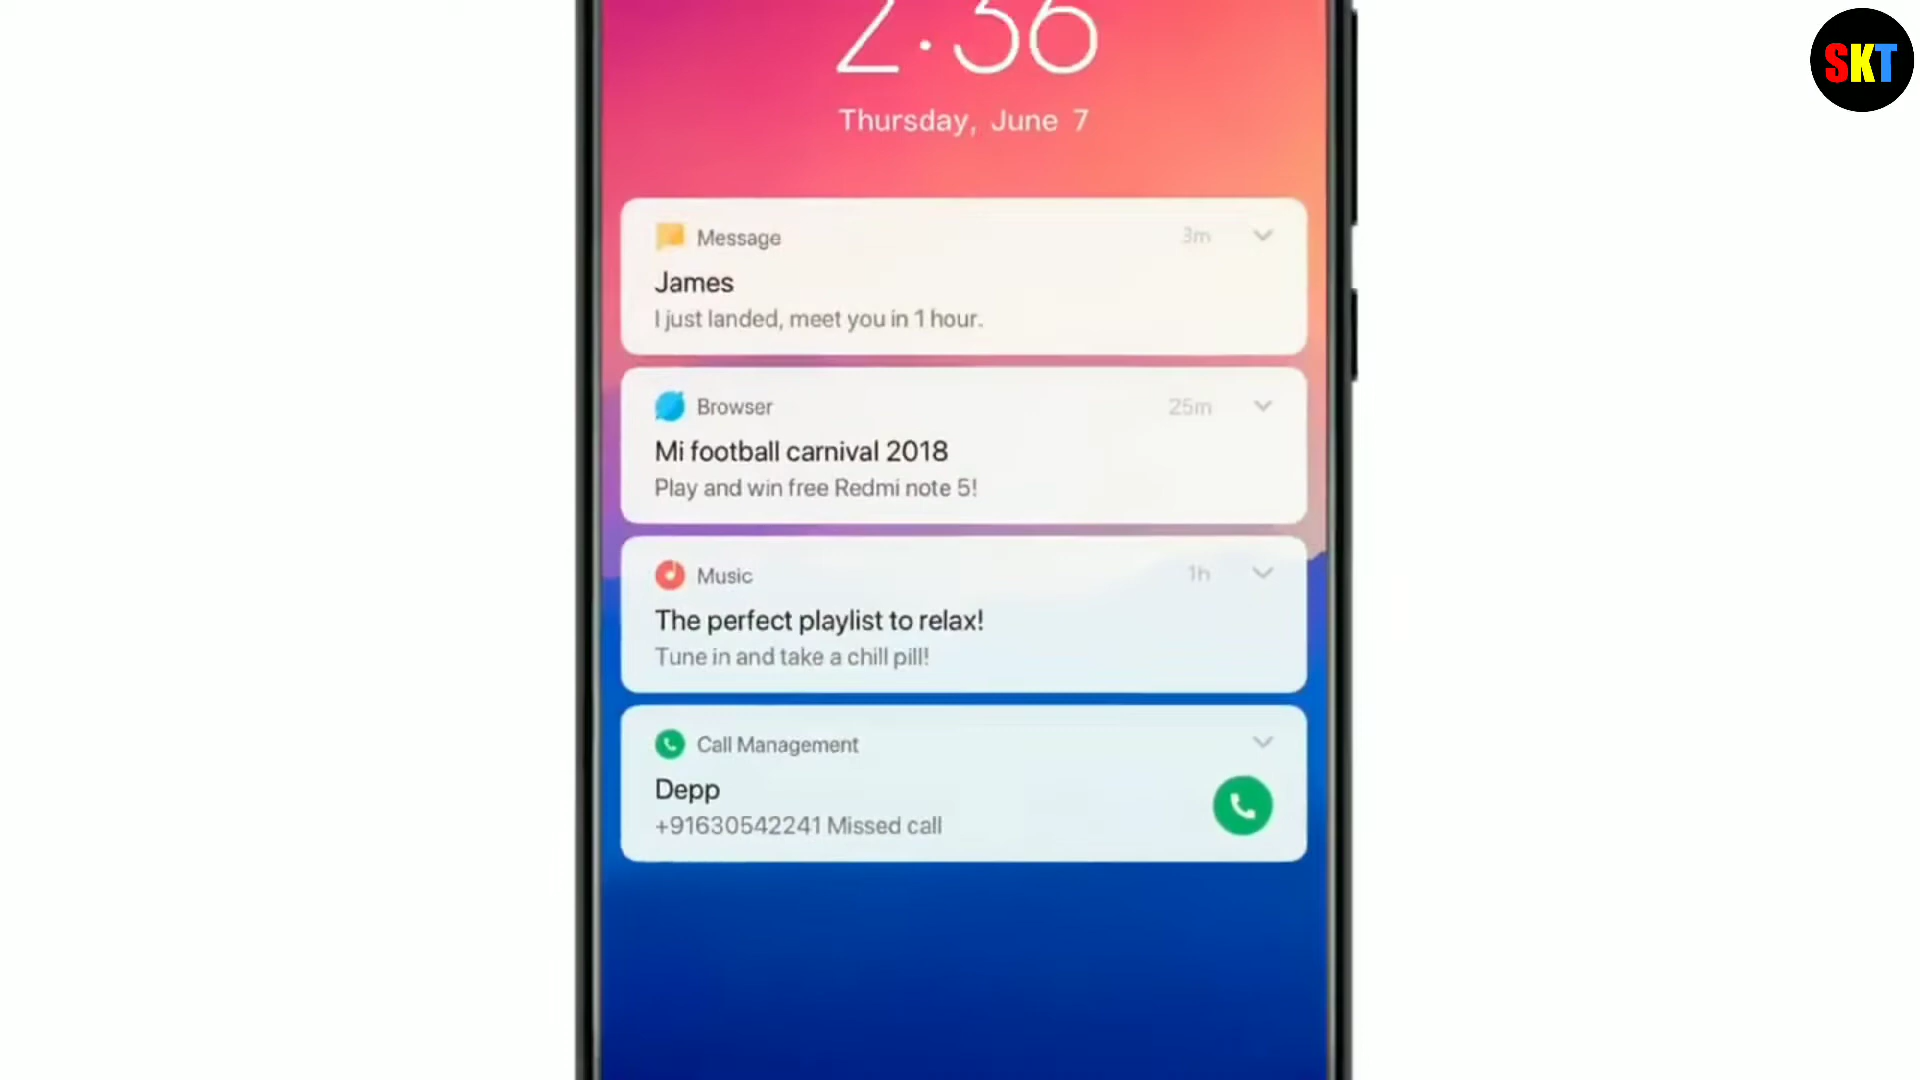 SKT
2:36
Thursday, June 7
Message 3m
James
I just landed, meet you in 1 hour.
Browser 25m
Mi football carnival 2018
Play and win free Redmi note 5!
Music 1h
The perfect playlist to relax!
Tune in and take a chill pill!
Call Management
Depp
+91630542241 Missed call